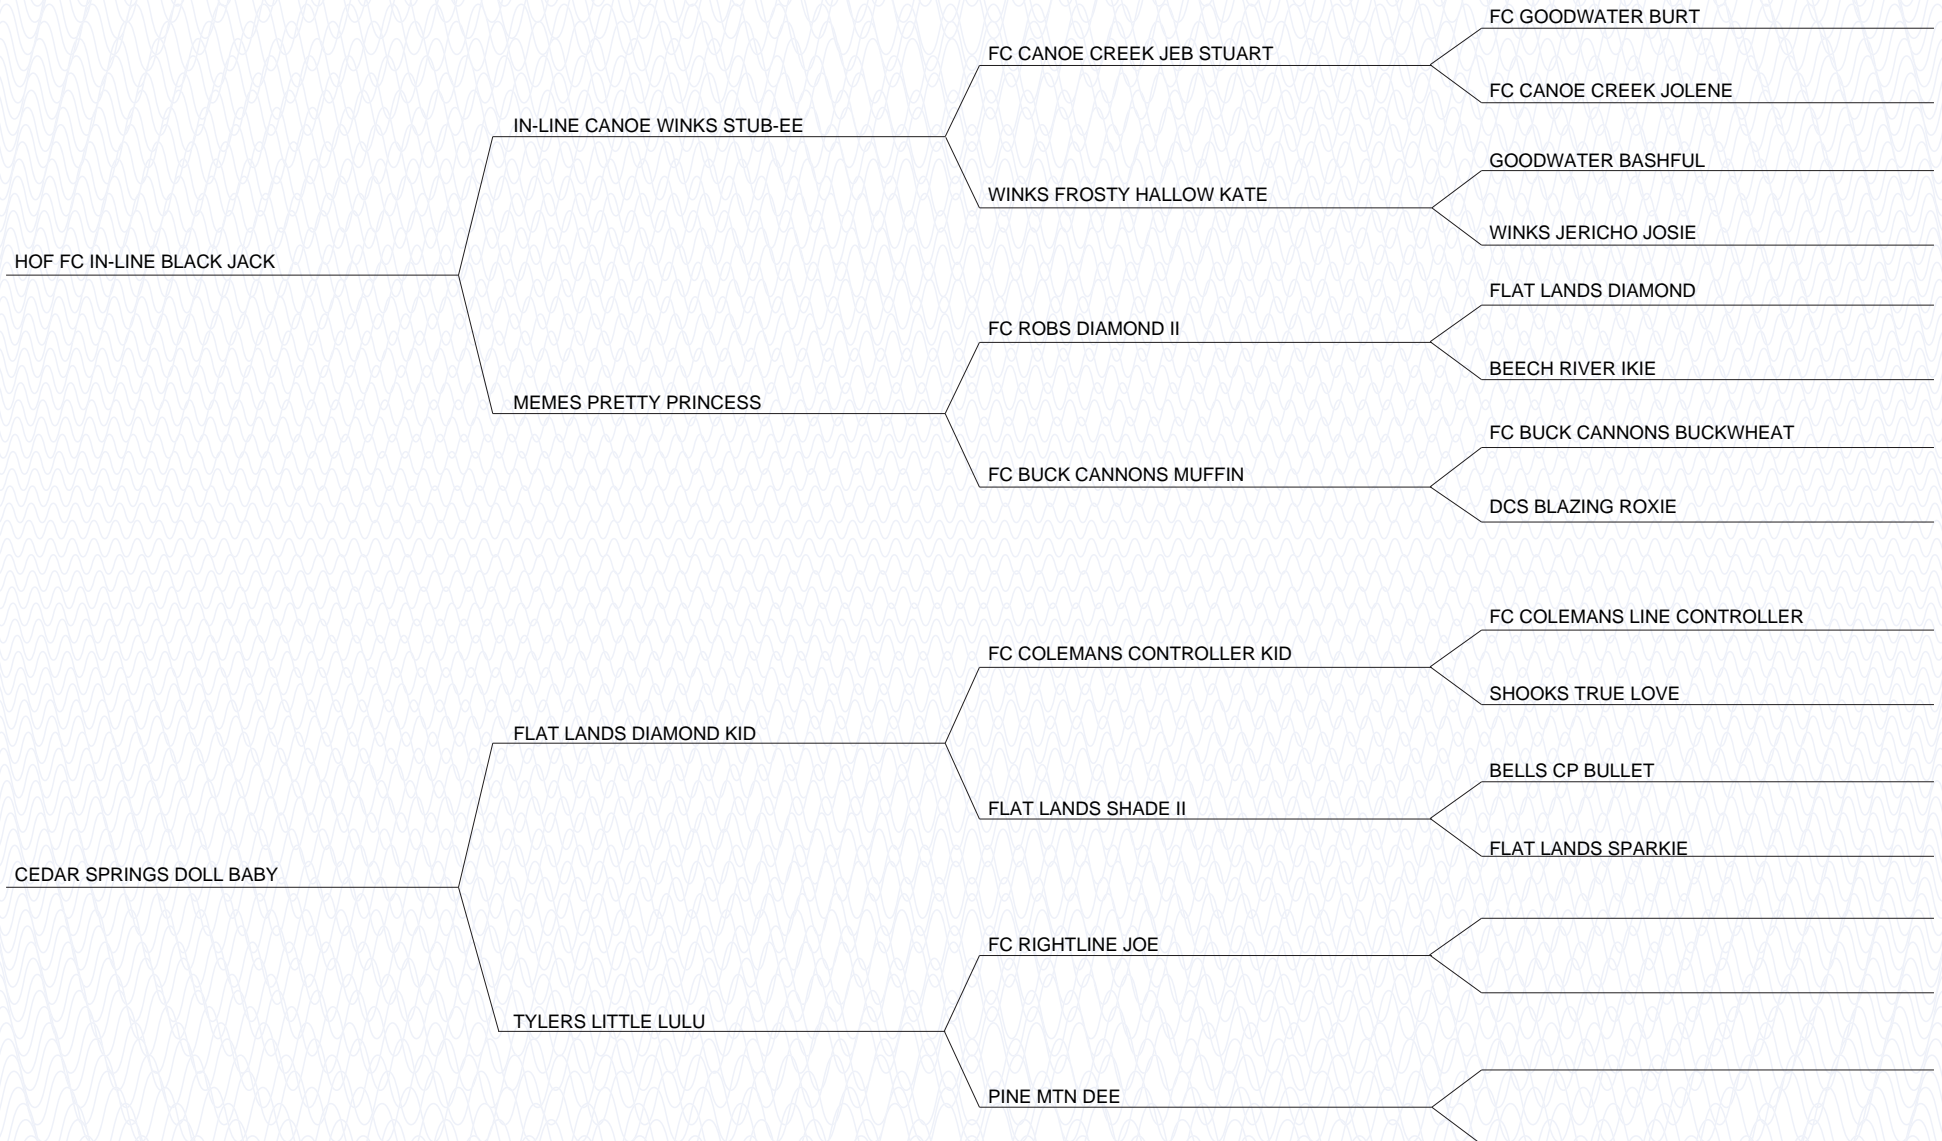 FC GOODWATER BURT
FC CANOE CREEK JEB STUART
FC CANOE CREEK JOLENE
IN-LINE CANOE WINKS STUB-EE
GOODWATER BASHFUL
WINKS FROSTY HALLOW KATE
WINKS JERICHO JOSIE
HOF FC IN-LINE BLACK JACK
FLAT LANDS DIAMOND
FC ROBS DIAMOND II
BEECH RIVER IKIE
MEMES PRETTY PRINCESS
FC BUCK CANNONS BUCKWHEAT
FC BUCK CANNONS MUFFIN
DCS BLAZING ROXIE
FC COLEMANS LINE CONTROLLER
FC COLEMANS CONTROLLER KID
SHOOKS TRUE LOVE
FLAT LANDS DIAMOND KID
BELLS CP BULLET
FLAT LANDS SHADE II
FLAT LANDS SPARKIE
CEDAR SPRINGS DOLL BABY
FC RIGHTLINE JOE
TYLERS LITTLE LULU
PINE MTN DEE